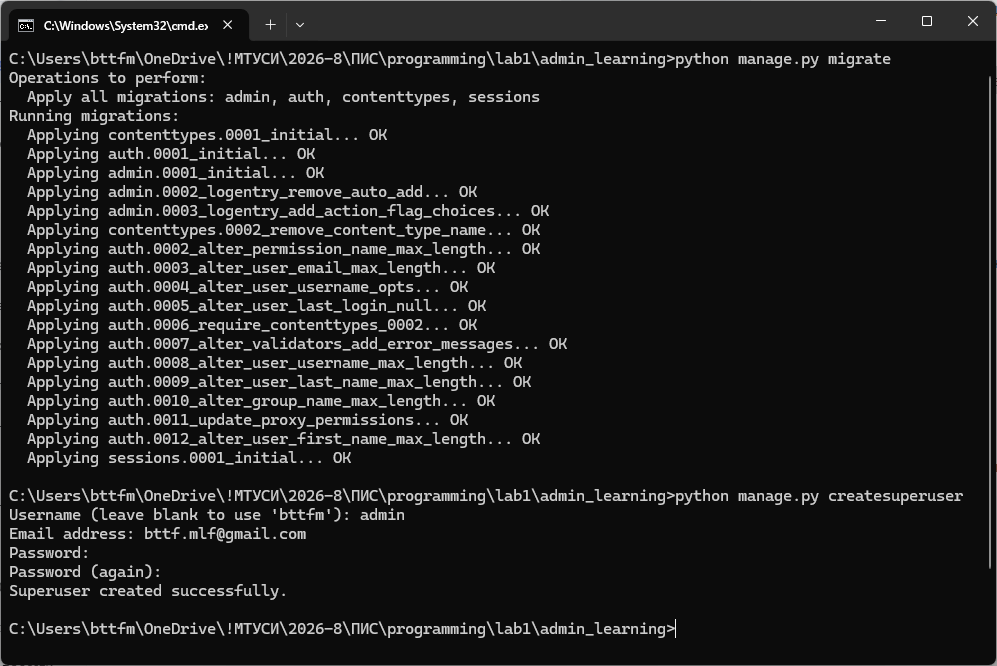 C:\Windows\System32\cmd.e
C:\Users\bttfm\OneDrive\!МТУСИ\2026-8\ПИС\programming\lab1\admin_learning>python manage.py migrate
Operations to perform:
  Apply all migrations: admin, auth, contenttypes, sessions
Running migrations:
  Applying contenttypes.0001_initial... OK
  Applying auth.0001_initial... OK
  Applying admin.0001_initial... OK
  Applying admin.0002_logentry_remove_auto_add... OK
  Applying admin.0003_logentry_add_action_flag_choices... OK
  Applying contenttypes.0002_remove_content_type_name... OK
  Applying auth.0002_alter_permission_name_max_length... OK
  Applying auth.0003_alter_user_email_max_length... OK
  Applying auth.0004_alter_user_username_opts... OK
  Applying auth.0005_alter_user_last_login_null... OK
  Applying auth.0006_require_contenttypes_0002... OK
  Applying auth.0007_alter_validators_add_error_messages... OK
  Applying auth.0008_alter_user_username_max_length... OK
  Applying auth.0009_alter_user_last_name_max_length... OK
  Applying auth.0010_alter_group_name_max_length... OK
  Applying auth.0011_update_proxy_permissions... OK
  Applying auth.0012_alter_user_first_name_max_length... OK
  Applying sessions.0001_initial... OK
C:\Users\bttfm\OneDrive\!МТУСИ\2026-8\ПИС\programming\lab1\admin_learning>python manage.py createsuperuser
Username (leave blank to use 'bttfm'): admin
Email address: bttf.mlf@gmail.com
Password:
Password (again):
Superuser created successfully.
C:\Users\bttfm\OneDrive\!МТУСИ\2026-8\ПИС\programming\lab1\admin_learning>